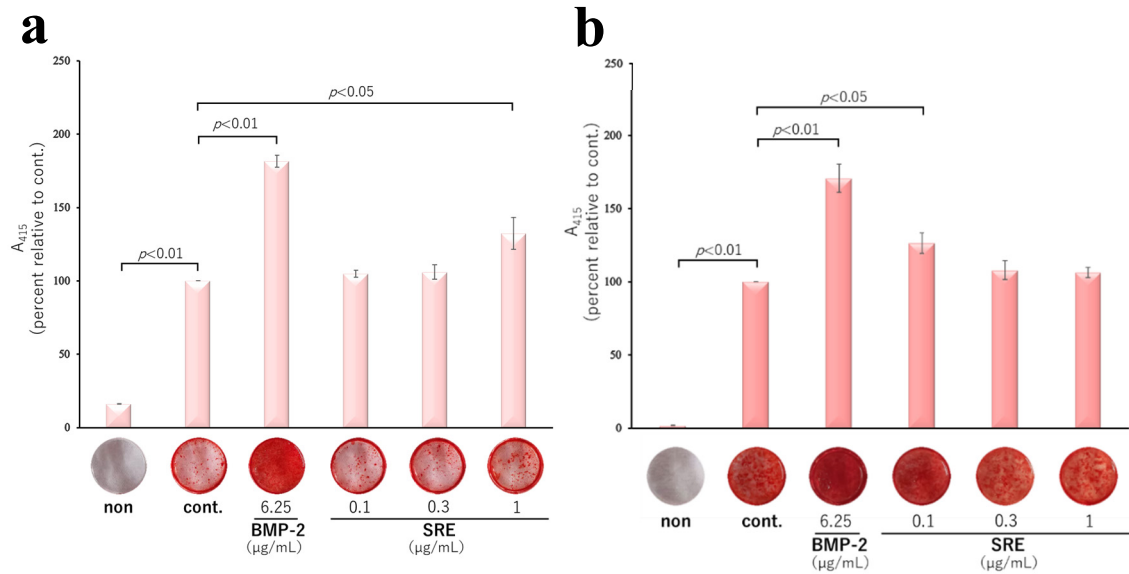 a
250
200
150
100
50
0
A415
(percent relative to cont.)
p<0.05
p<0.01
p<0.01
non
cont.
6.25
BMP-2
(μg/mL)
0.1
0.3
1
SRE
(μg/mL)
b
250
200
150
100
50
0
A415
(percent relative to cont.)
p<0.05
p<0.01
p<0.01
non
cont.
6.25
BMP-2
(μg/mL)
0.1
0.3
1
SRE
(μg/mL)